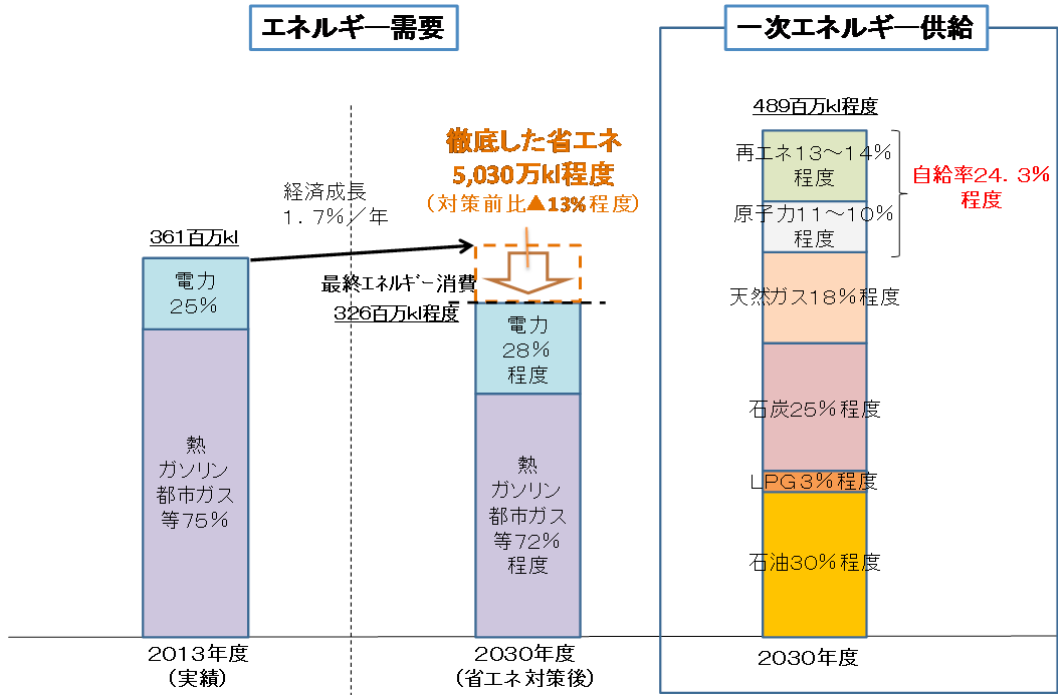 エネルギー需要
徹底した省エネ
5,030万kl程度
(対策前比▲13%程度)
経済成長
1.7%/年
361百万kl
電力
25%
熱
ガソリン
都市ガス
等75%
2013年度
(実績)
最終エネルギー消費
326百万kl程度
電力
28%
程度
熱
ガソリン
都市ガス
等72%
程度
2030年度
(省エネ対策後)
一次エネルギー供給
489百万kl程度
再エネ13~14%
程度
原子力11~10%
程度
自給率24.3%
程度
天然ガス18%程度
石炭25%程度
LPG3%程度
石油30%程度
2030年度